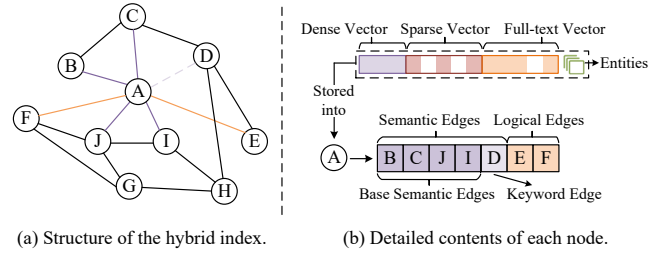 C
B
D
A
F
E
J
I
G
H
(a) Structure of the hybrid index.
Dense Vector Sparse Vector Full-text Vector
Entities
Stored
into
Semantic Edges Logical Edges
A B C J I D E F
Base Semantic Edges Keyword Edge
(b) Detailed contents of each node.